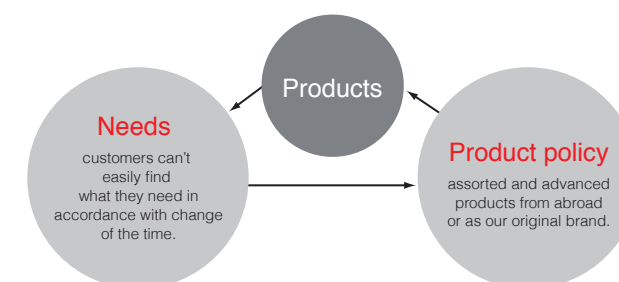 Products
Needs
customers can't
easily find
what they need in
accordance with change
of the time.
Product policy
assorted and advanced
products from abroad
or as our original brand.